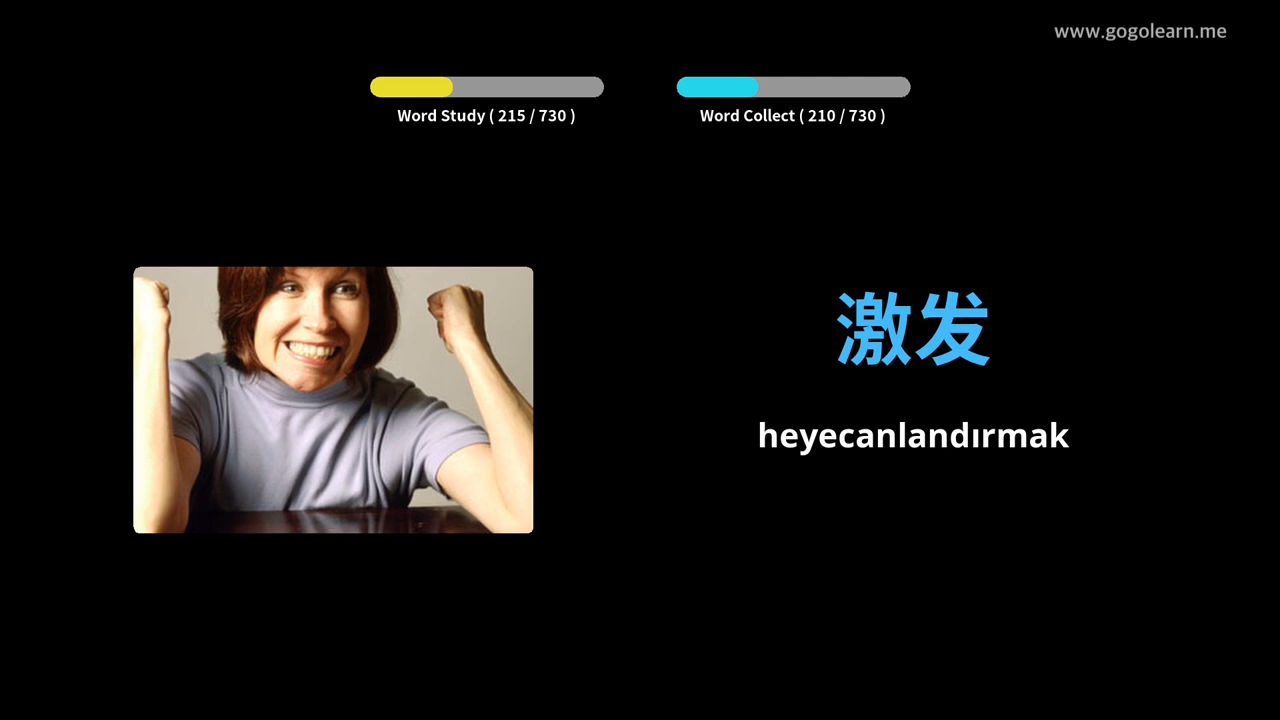 www.gogolearn.me
Word Study ( 215 / 730 )
Word Collect ( 210 / 730 )
激发
heyecanlandırmak